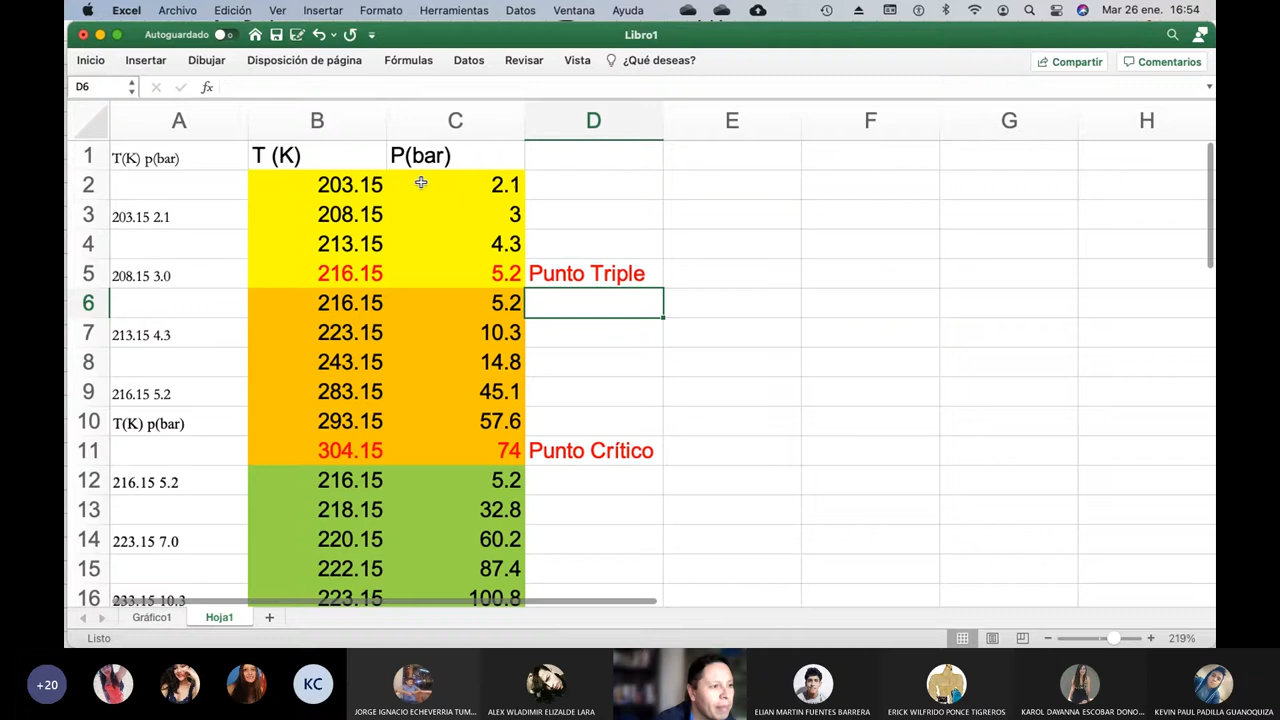 Excel Archivo Edición Ver Insertar Formato Herramientas Datos Ventana Ayuda Mar 26 ene. 16:54
Autoguardado Libro1
Inicio Insertar Dibujar Disposición de página Fórmulas Datos Revisar Vista ¿Qué deseas? Compartir Comentarios
D6 fx
A B C D E F G H
1 T(K) p(bar) T (K) P(bar)
2 203.15 2.1
3 203.15 2.1 208.15 3
4 213.15 4.3
5 208.15 3.0 216.15 5.2 Punto Triple
6 216.15 5.2
7 213.15 4.3 223.15 10.3
8 243.15 14.8
9 216.15 5.2 283.15 45.1
10 T(K) p(bar) 293.15 57.6
11 304.15 74 Punto Crítico
12 216.15 5.2 216.15 5.2
13 218.15 32.8
14 223.15 7.0 220.15 60.2
15 222.15 87.4
16 233.15 10.3 223.15 100.8
Gráfico1 Hoja1 +
Listo 219%
+20 KC
JORGE IGNACIO ECHEVERRIA TUM... ALEX WLADIMIR ELIZALDE LARA ELIAN MARTIN FUENTES BARRERA ERICK WILFRIDO PONCE TIGREROS KAROL DAYANNA ESCOBAR DONO... KEVIN PAUL PADILLA GUANOQUIZA